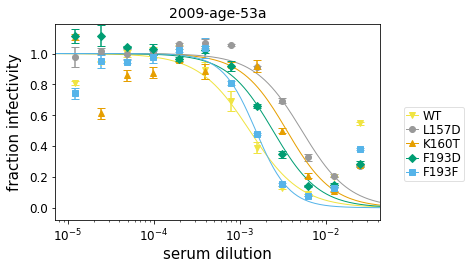 2009-age-53a
fraction infectivity
1.0
0.8
0.6
0.4
0.2
0.0
10⁻⁵
10⁻⁴
10⁻³
10⁻²
serum dilution
WT
L157D
K160T
F193D
F193F